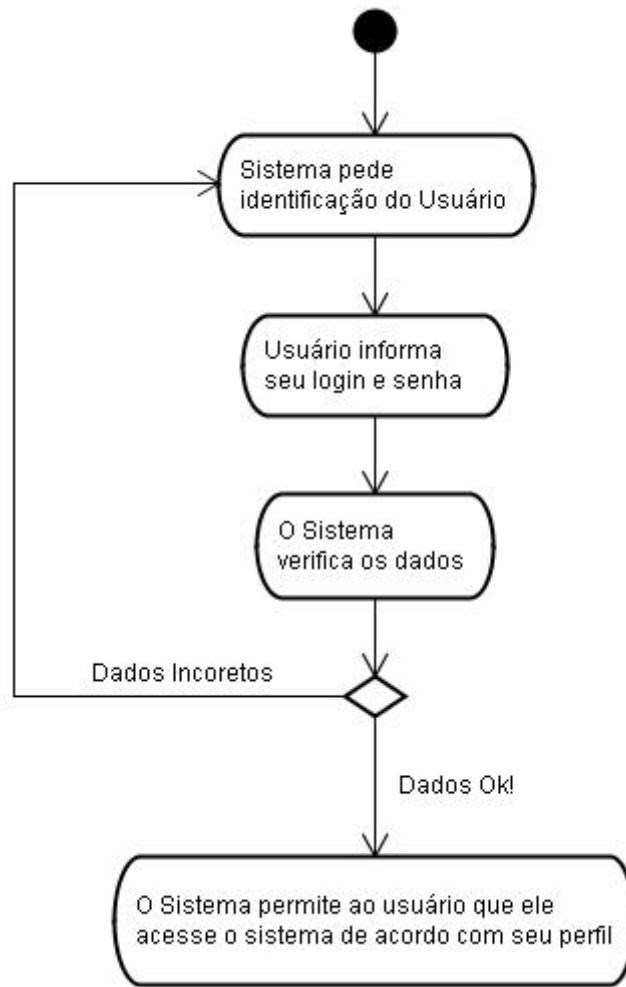 Sistema pede
identificação do Usuário
Usuário informa
seu login e senha
O Sistema
verifica os dados
Dados Incoretos
Dados Ok!
O Sistema permite ao usuário que ele
acesse o sistema de acordo com seu perfil